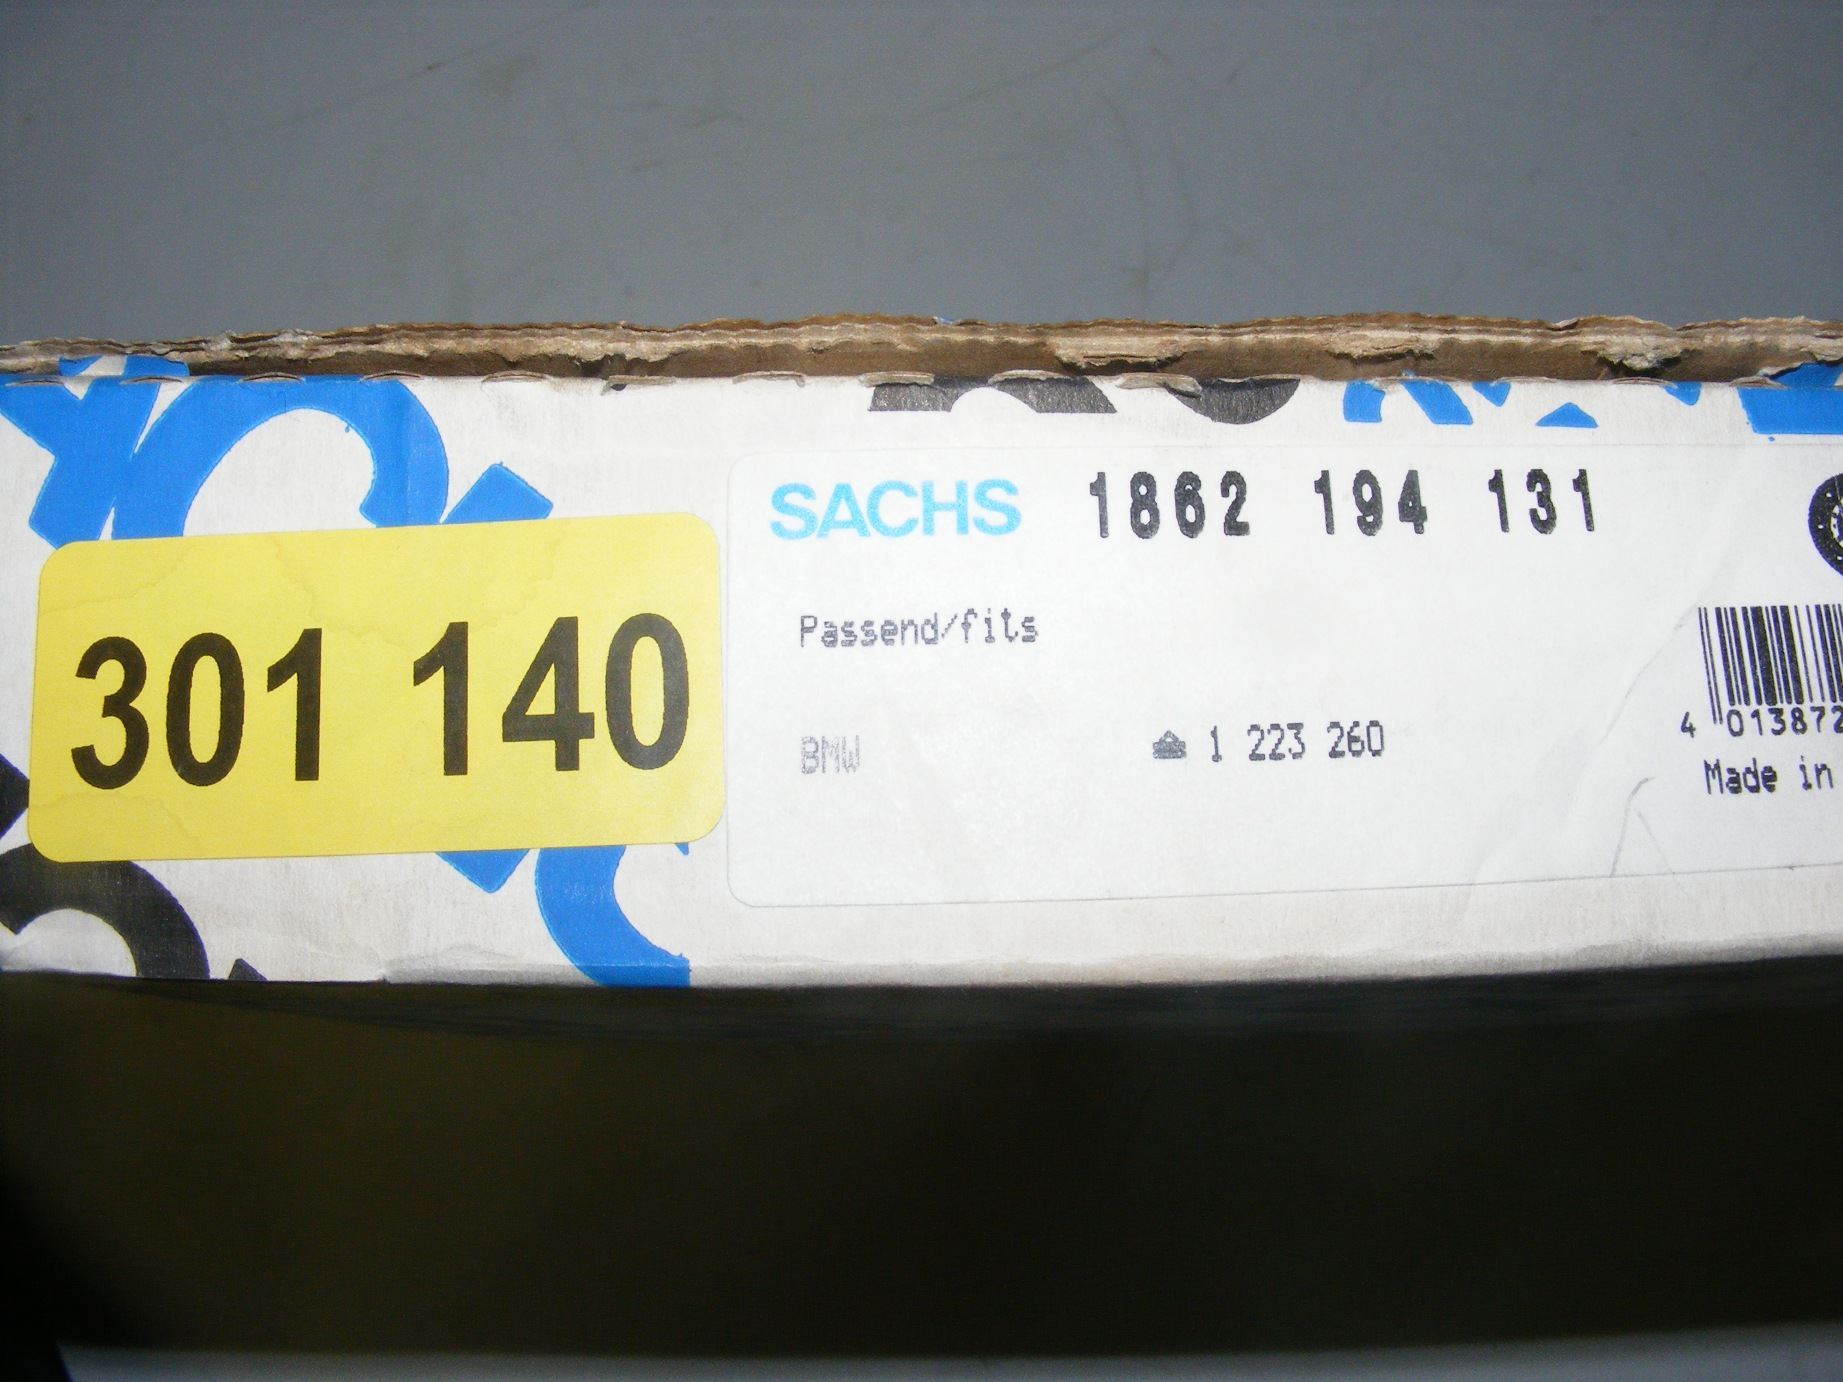 SACHS 1862 194 131
301 140
Passend/fits
BMW 1 223 260
4 013872
Made in